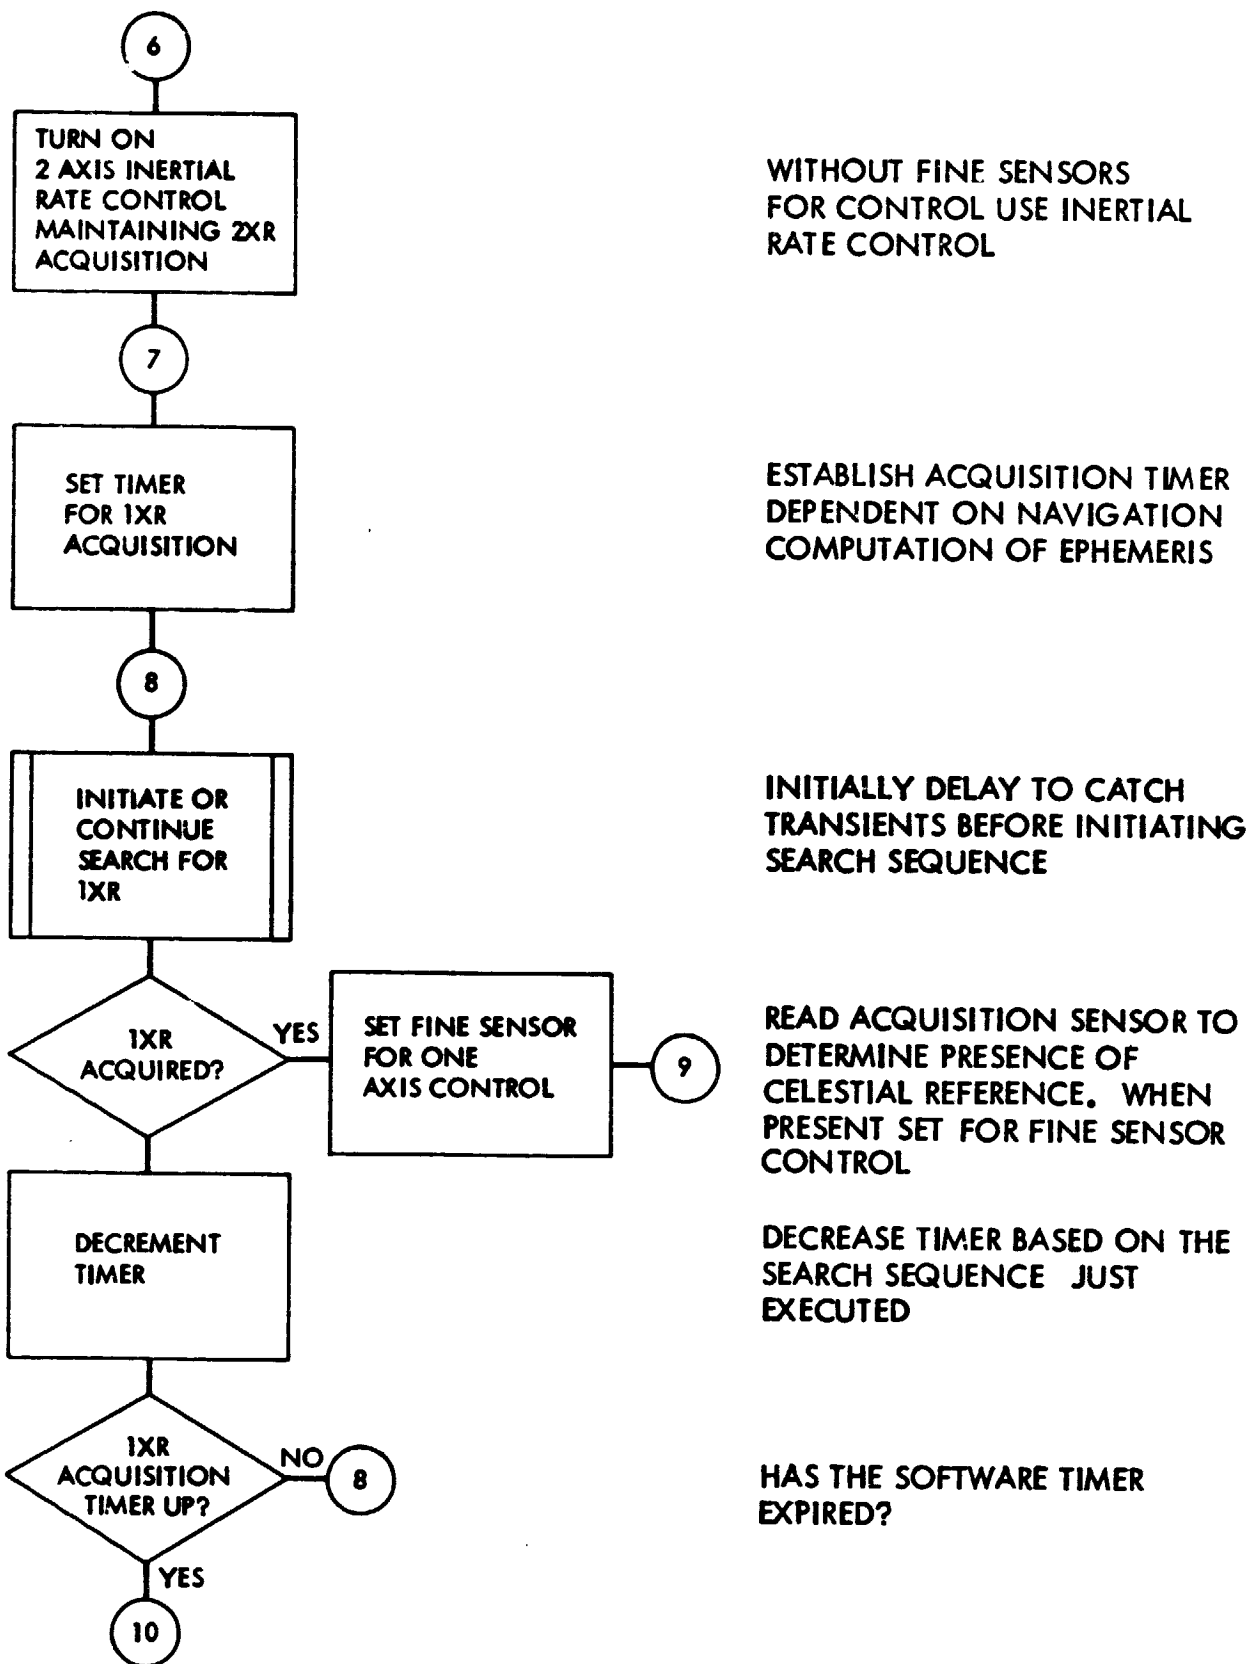 6
TURN ON
2 AXIS INERTIAL
RATE CONTROL
MAINTAINING 2XR
ACQUISITION
WITHOUT FINE SENSORS
FOR CONTROL USE INERTIAL
RATE CONTROL
7
SET TIMER
FOR 1XR
ACQUISITION
ESTABLISH ACQUISITION TIMER
DEPENDENT ON NAVIGATION
COMPUTATION OF EPHEMERIS
8
INITIATE OR
CONTINUE
SEARCH FOR
1XR
INITIALLY DELAY TO CATCH
TRANSIENTS BEFORE INITIATING
SEARCH SEQUENCE
1XR
ACQUIRED?
YES
SET FINE SENSOR
FOR ONE
AXIS CONTROL
9
READ ACQUISITION SENSOR TO
DETERMINE PRESENCE OF
CELESTIAL REFERENCE. WHEN
PRESENT SET FOR FINE SENSOR
CONTROL
DECREMENT
TIMER
DECREASE TIMER BASED ON THE
SEARCH SEQUENCE JUST
EXECUTED
1XR
ACQUISITION
TIMER UP?
NO
8
HAS THE SOFTWARE TIMER
EXPIRED?
YES
10